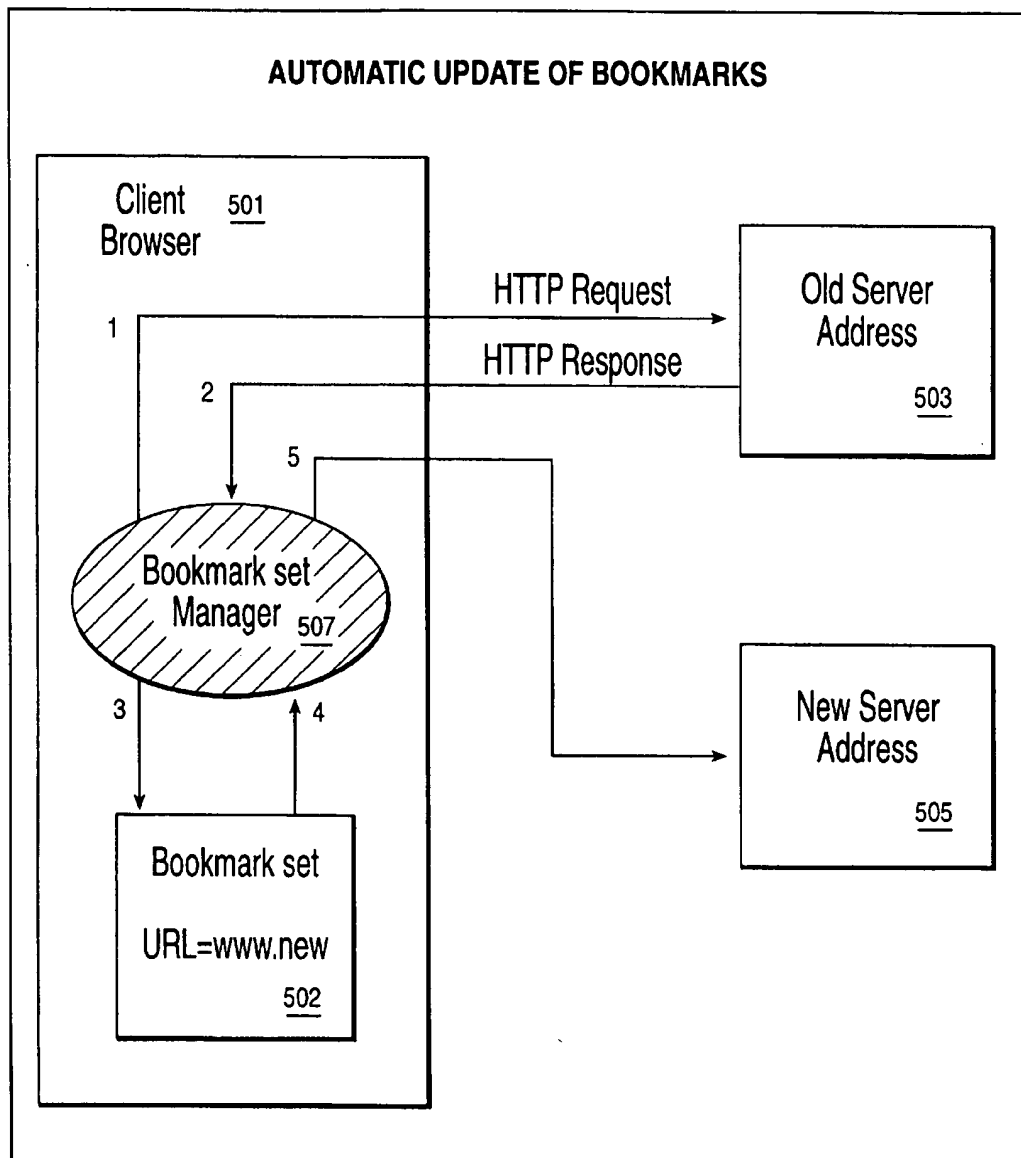 AUTOMATIC UPDATE OF BOOKMARKS
Client
Browser
501
HTTP Request
Old Server
Address
503
1
HTTP Response
2
5
Bookmark set
Manager
507
3
4
New Server
Address
505
Bookmark set
URL=www.new
502